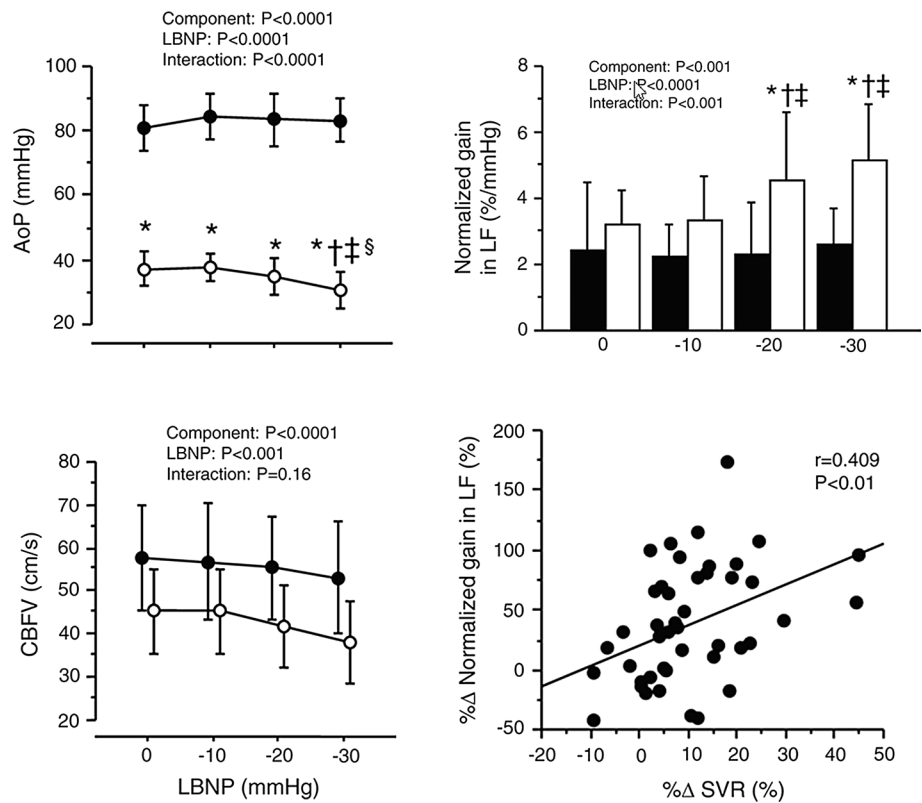 Component: P<0.0001
LBNP: P<0.0001
Interaction: P<0.0001
AoP (mmHg)
100
80
60
40
20
*
*
*
* †‡ §
Component: P<0.001
LBNP: P<0.0001
Interaction: P<0.001
Normalized gain
in LF (%/mmHg)
8
6
4
2
0
* †‡
* †‡
0 -10 -20 -30
Component: P<0.0001
LBNP: P<0.001
Interaction: P=0.16
CBFV (cm/s)
80
70
60
50
40
30
20
0 -10 -20 -30
LBNP (mmHg)
%Δ Normalized gain in LF (%)
200
150
100
50
0
-50
r=0.409
P<0.01
-20 -10 0 10 20 30 40 50
%Δ SVR (%)